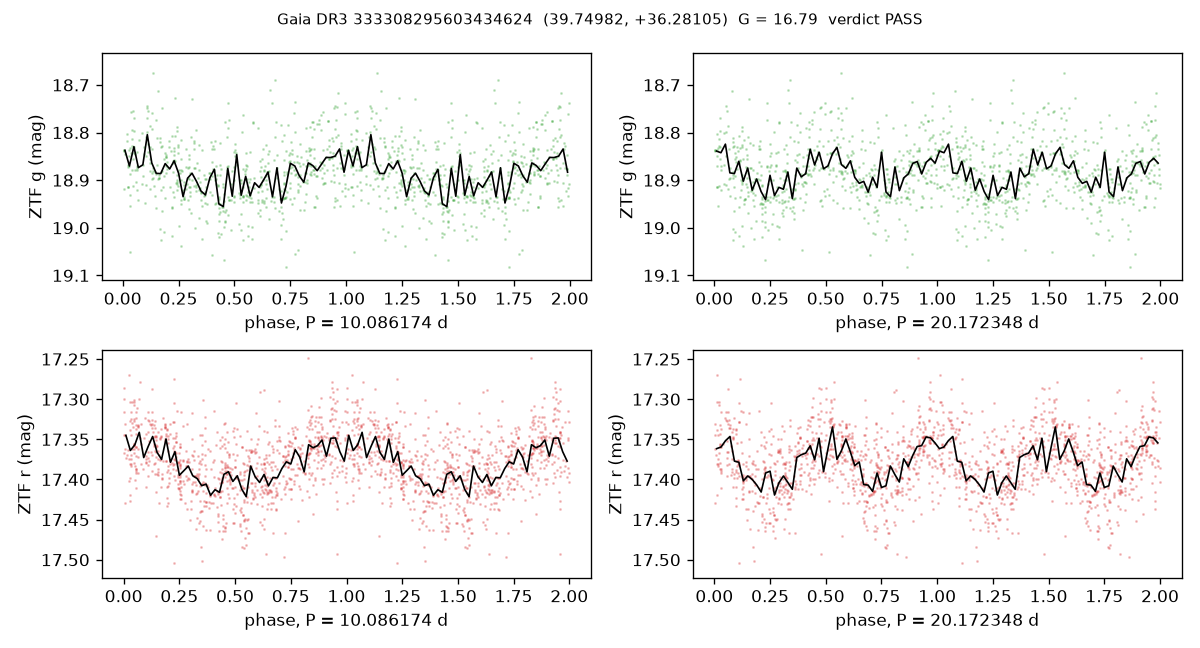 Gaia DR3 333308295603434624  (39.74982, +36.28105)  G = 16.79  verdict PASS
ZTF g (mag)
18.7
18.8
18.9
19.0
19.1
0.00 0.25 0.50 0.75 1.00 1.25 1.50 1.75 2.00
phase, P = 10.086174 d
ZTF g (mag)
18.7
18.8
18.9
19.0
19.1
0.00 0.25 0.50 0.75 1.00 1.25 1.50 1.75 2.00
phase, P = 20.172348 d
ZTF r (mag)
17.25
17.30
17.35
17.40
17.45
17.50
0.00 0.25 0.50 0.75 1.00 1.25 1.50 1.75 2.00
phase, P = 10.086174 d
ZTF r (mag)
17.25
17.30
17.35
17.40
17.45
17.50
0.00 0.25 0.50 0.75 1.00 1.25 1.50 1.75 2.00
phase, P = 20.172348 d